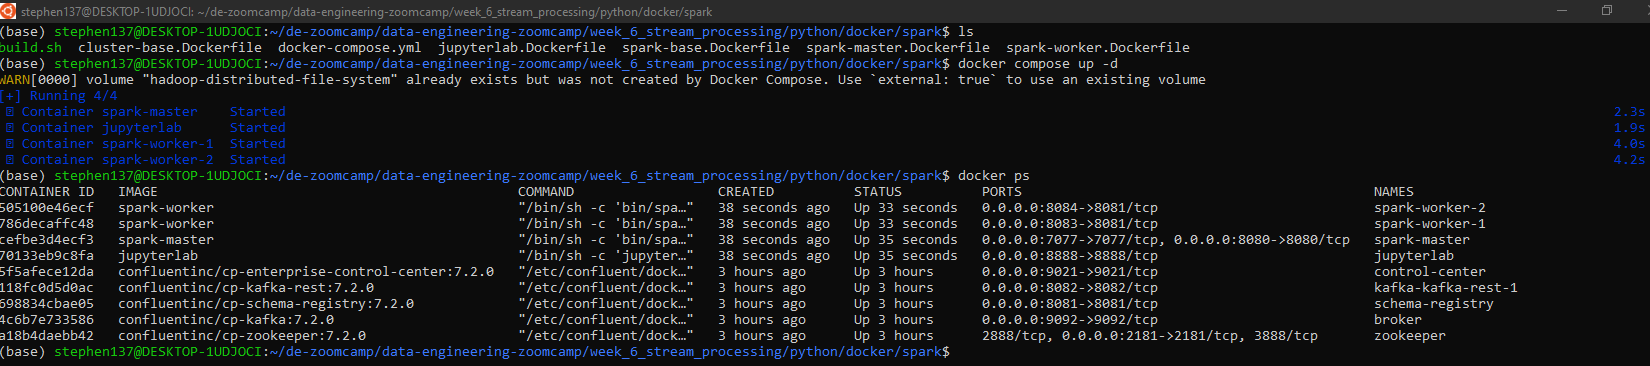 stephen137@DESKTOP-1UDJOCI: ~/de-zoomcamp/data-engineering-zoomcamp/week_6_stream_processing/python/docker/spark
(base) stephen137@DESKTOP-1UDJOCI:~/de-zoomcamp/data-engineering-zoomcamp/week_6_stream_processing/python/docker/spark$ ls
build.sh  cluster-base.Dockerfile  docker-compose.yml  jupyterlab.Dockerfile  spark-base.Dockerfile  spark-master.Dockerfile  spark-worker.Dockerfile
(base) stephen137@DESKTOP-1UDJOCI:~/de-zoomcamp/data-engineering-zoomcamp/week_6_stream_processing/python/docker/spark$ docker compose up -d
WARN[0000] volume "hadoop-distributed-file-system" already exists but was not created by Docker Compose. Use `external: true` to use an existing volume
[+] Running 4/4
Container spark-master    Started    2.3s
Container jupyterlab      Started    1.9s
Container spark-worker-1  Started    4.0s
Container spark-worker-2  Started    4.2s
(base) stephen137@DESKTOP-1UDJOCI:~/de-zoomcamp/data-engineering-zoomcamp/week_6_stream_processing/python/docker/spark$ docker ps
CONTAINER ID   IMAGE   COMMAND   CREATED   STATUS   PORTS   NAMES
505100e46ecf   spark-worker   "/bin/sh -c 'bin/spa…"   38 seconds ago   Up 33 seconds   0.0.0.0:8084->8081/tcp   spark-worker-2
786decaffc48   spark-worker   "/bin/sh -c 'bin/spa…"   38 seconds ago   Up 33 seconds   0.0.0.0:8083->8081/tcp   spark-worker-1
cefbe3d4ecf3   spark-master   "/bin/sh -c 'bin/spa…"   38 seconds ago   Up 35 seconds   0.0.0.0:7077->7077/tcp, 0.0.0.0:8080->8080/tcp   spark-master
70133eb9c8fa   jupyterlab   "/bin/sh -c 'jupyter…"   38 seconds ago   Up 35 seconds   0.0.0.0:8888->8888/tcp   jupyterlab
5f5afece12da   confluentinc/cp-enterprise-control-center:7.2.0   "/etc/confluent/dock…"   3 hours ago   Up 3 hours   0.0.0.0:9021->9021/tcp   control-center
118fc0d5d0ac   confluentinc/cp-kafka-rest:7.2.0   "/etc/confluent/dock…"   3 hours ago   Up 3 hours   0.0.0.0:8082->8082/tcp   kafka-kafka-rest-1
698834cbae05   confluentinc/cp-schema-registry:7.2.0   "/etc/confluent/dock…"   3 hours ago   Up 3 hours   0.0.0.0:8081->8081/tcp   schema-registry
4c6b7e733586   confluentinc/cp-kafka:7.2.0   "/etc/confluent/dock…"   3 hours ago   Up 3 hours   0.0.0.0:9092->9092/tcp   broker
a18b4daebb42   confluentinc/cp-zookeeper:7.2.0   "/etc/confluent/dock…"   3 hours ago   Up 3 hours   2888/tcp, 0.0.0.0:2181->2181/tcp, 3888/tcp   zookeeper
(base) stephen137@DESKTOP-1UDJOCI:~/de-zoomcamp/data-engineering-zoomcamp/week_6_stream_processing/python/docker/spark$